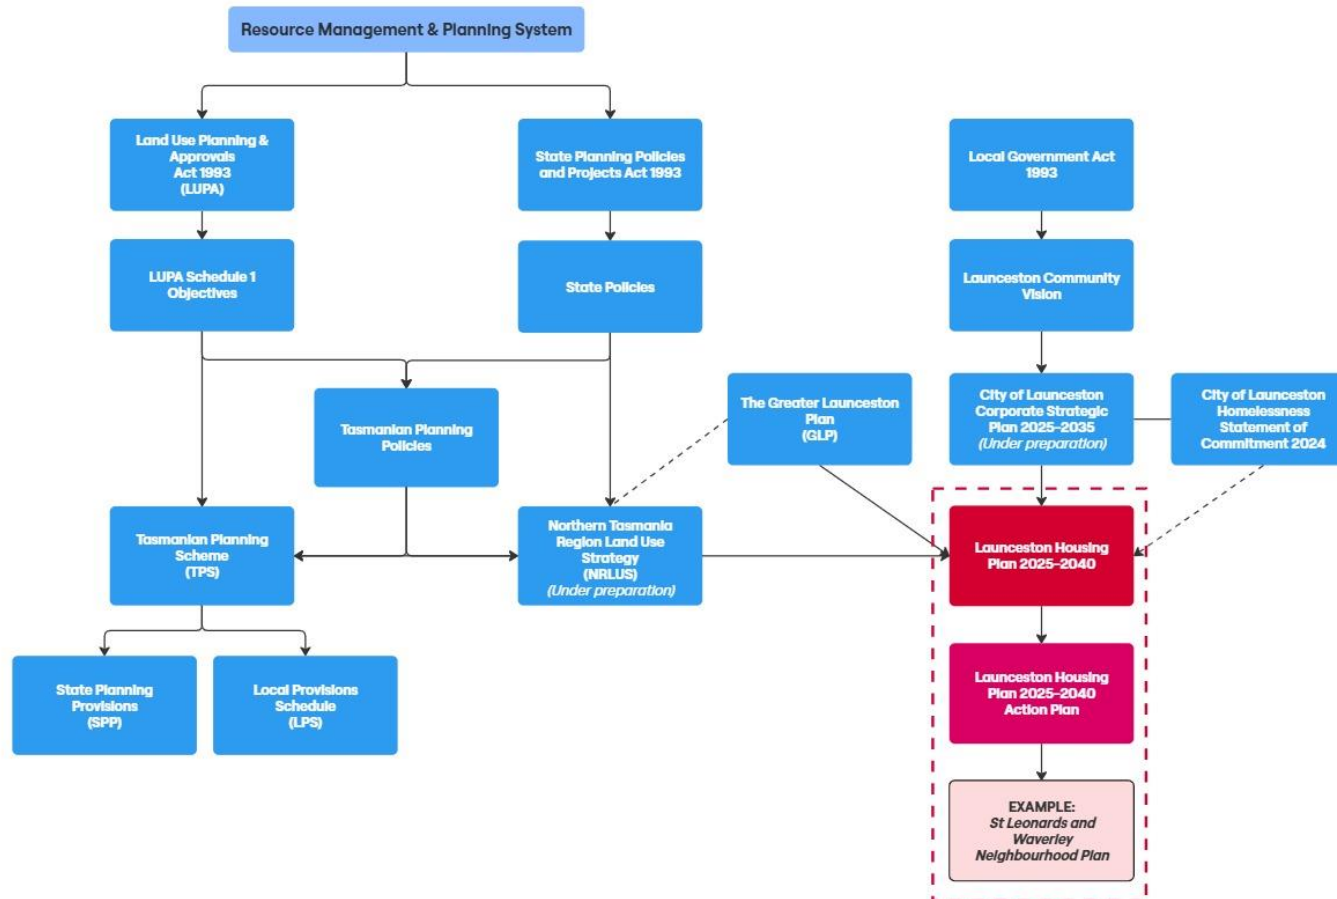 Resource Management & Planning System
Land Use Planning &
Approvals
Act 1993
(LUPA)
State Planning Policies
and Projects Act 1993
Local Government Act
1993
LUPA Schedule 1
Objectives
State Policies
Launceston Community
Vision
Tasmanian Planning
Policies
The Greater Launceston
Plan
(GLP)
City of Launceston
Corporate Strategic
Plan 2025-2035
(Under preparation)
City of Launceston
Homelessness
Statement of
Commitment 2024
Tasmanian Planning
Scheme
(TPS)
Northern Tasmania
Region Land Use
Strategy
(NRLUS)
(Under preparation)
Launceston Housing
Plan 2025-2040
State Planning
Provisions
(SPP)
Local Provisions
Schedule
(LPS)
Launceston Housing
Plan 2025-2040
Action Plan
EXAMPLE:
St Leonards and
Waverley
Neighbourhood Plan